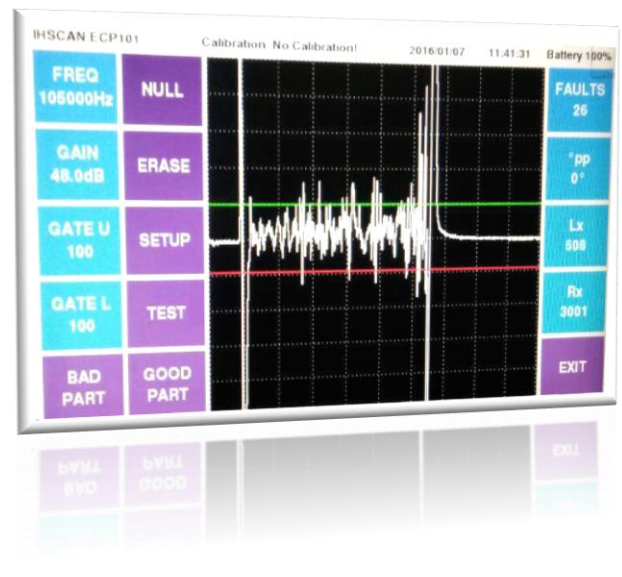 IHSCAN ECP101
Calibration: No Calibration!
2016/01/07
11:41:31
Battery 100%
FREQ
105000Hz
NULL
GAIN
48.0dB
ERASE
GATE U
100
SETUP
GATE L
100
TEST
BAD
PART
GOOD
PART
FAULTS
26
°pp
0°
Lx
508
Rx
3001
EXIT